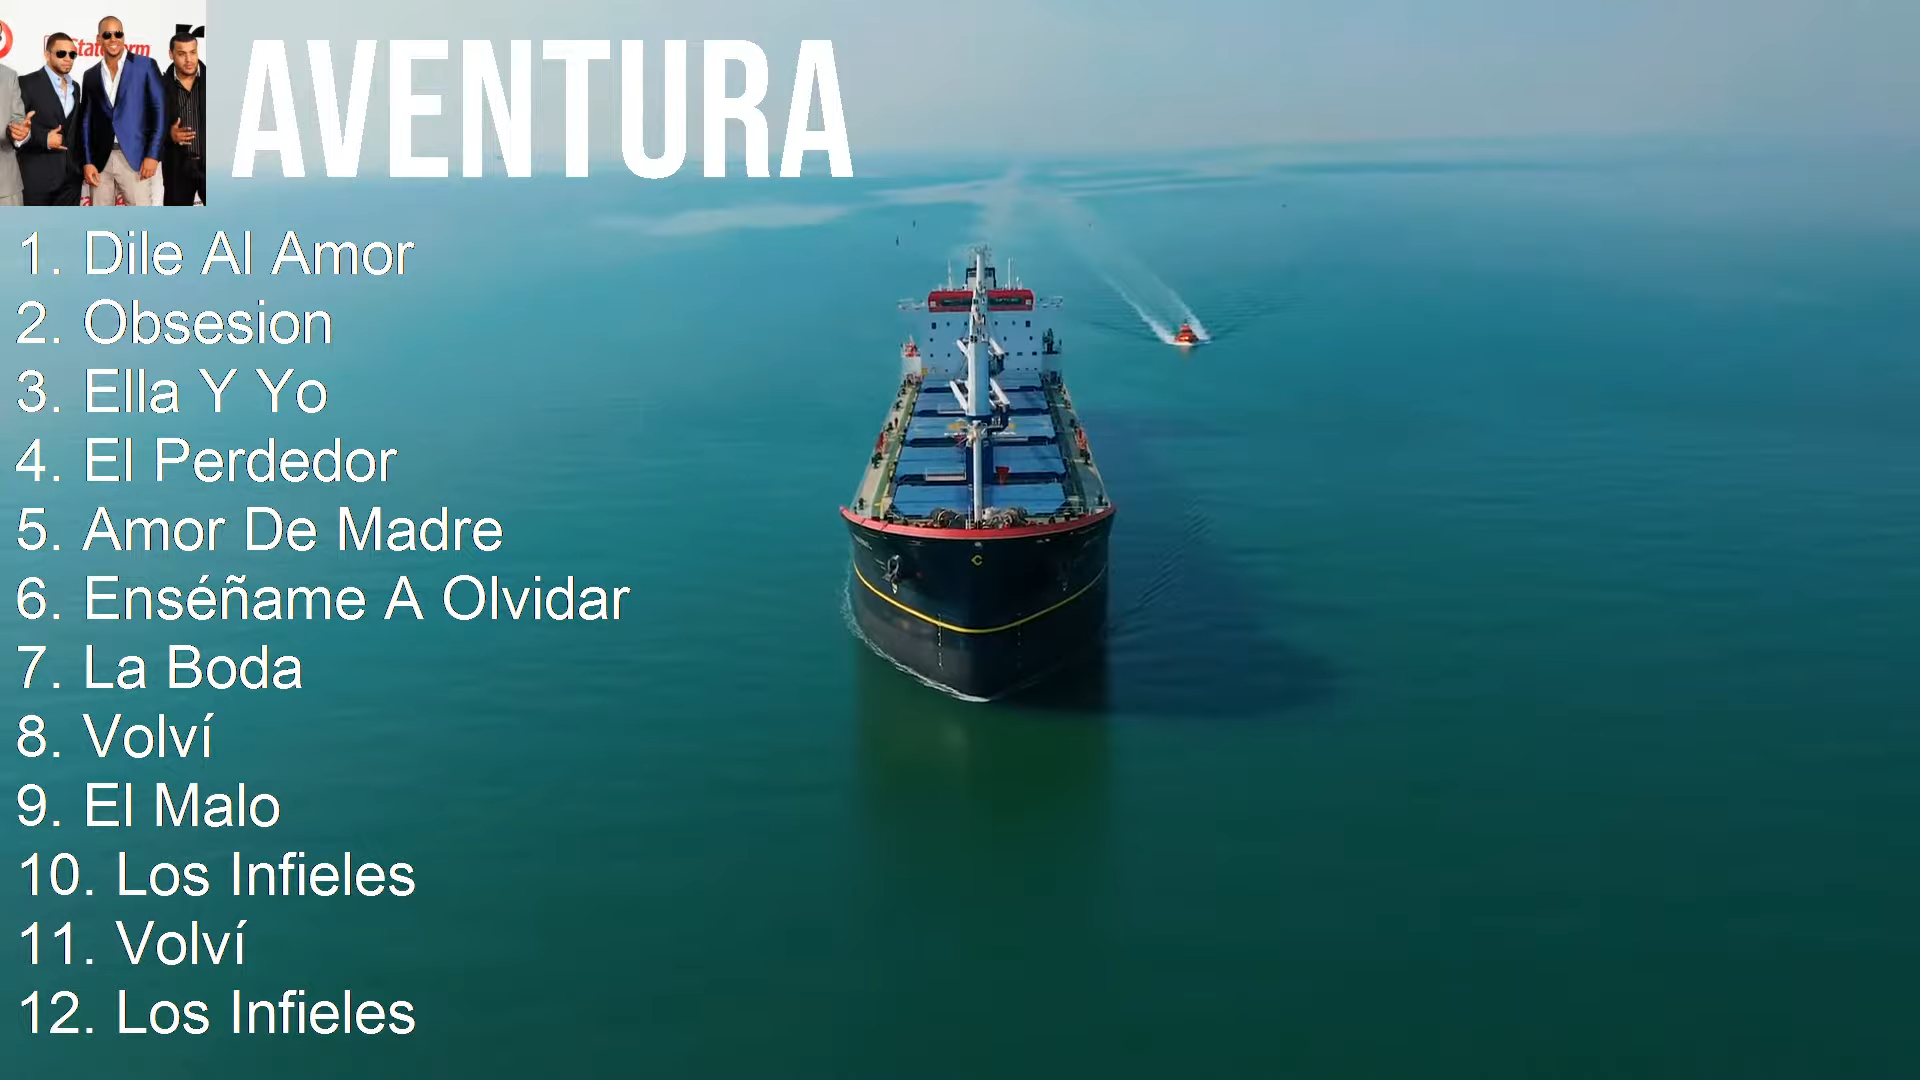 StateFarm
AVENTURA
1. Dile Al Amor
2. Obsesion
3. Ella Y Yo
4. El Perdedor
5. Amor De Madre
6. Enséñame A Olvidar
7. La Boda
8. Volví
9. El Malo
10. Los Infieles
11. Volví
12. Los Infieles